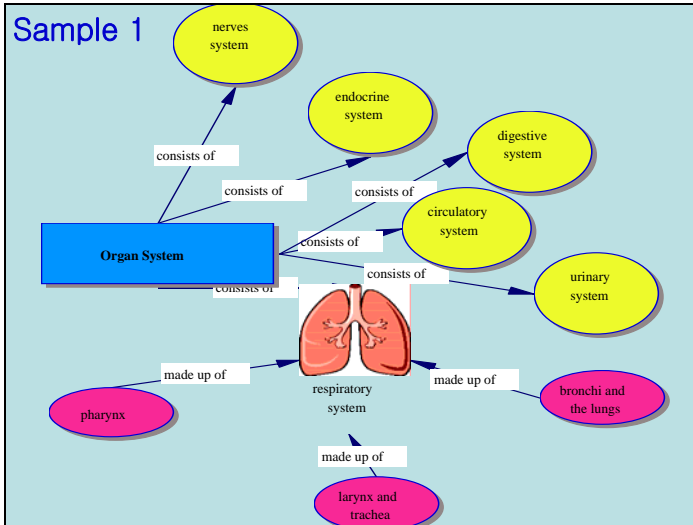 Sample 1
nerves
system
endocrine
system
digestive
system
consists of
consists of
consists of
circulatory
system
consists of
Organ System
consists of
urinary
system
consists of
made up of
respiratory
system
made up of
bronchi and
the lungs
pharynx
made up of
larynx and
trachea